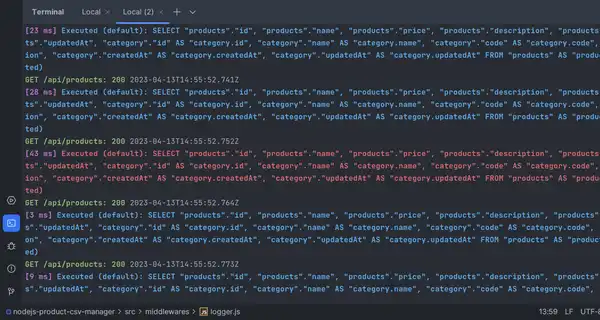 Terminal Local × Local (2) ×
[23 ms] Executed (default): SELECT "products"."id", "products"."name", "products"."price", "products"."description", "products
ts"."updatedAt", "category"."id" AS "category.id", "category"."name" AS "category.name", "category"."code" AS "category.code",
ion", "category"."createdAt" AS "category.createdAt", "category"."updatedAt" AS "category.updatedAt" FROM "products" AS "produc
ted)
GET /api/products: 200 2023-04-13T14:55:52.741Z
[28 ms] Executed (default): SELECT "products"."id", "products"."name", "products"."price", "products"."description", "products
ts"."updatedAt", "category"."id" AS "category.id", "category"."name" AS "category.name", "category"."code" AS "category.code",
ion", "category"."createdAt" AS "category.createdAt", "category"."updatedAt" AS "category.updatedAt" FROM "products" AS "produc
ted)
GET /api/products: 200 2023-04-13T14:55:52.752Z
[43 ms] Executed (default): SELECT "products"."id", "products"."name", "products"."price", "products"."description", "products
ts"."updatedAt", "category"."id" AS "category.id", "category"."name" AS "category.name", "category"."code" AS "category.code",
ion", "category"."createdAt" AS "category.createdAt", "category"."updatedAt" AS "category.updatedAt" FROM "products" AS "produc
ted)
GET /api/products: 200 2023-04-13T14:55:52.764Z
[3 ms] Executed (default): SELECT "products"."id", "products"."name", "products"."price", "products"."description", "products"
s"."updatedAt", "category"."id" AS "category.id", "category"."name" AS "category.name", "category"."code" AS "category.code",
on", "category"."createdAt" AS "category.createdAt", "category"."updatedAt" AS "category.updatedAt" FROM "products" AS "product
ed)
GET /api/products: 200 2023-04-13T14:55:52.773Z
[9 ms] Executed (default): SELECT "products"."id", "products"."name", "products"."price", "products"."description", "products"
s"."updatedAt", "category"."id" AS "category.id", "category"."name" AS "category.name", "category"."code" AS "category.code",
nodejs-product-csv-manager > src > middlewares > logger.js 13:59 LF UTF-8